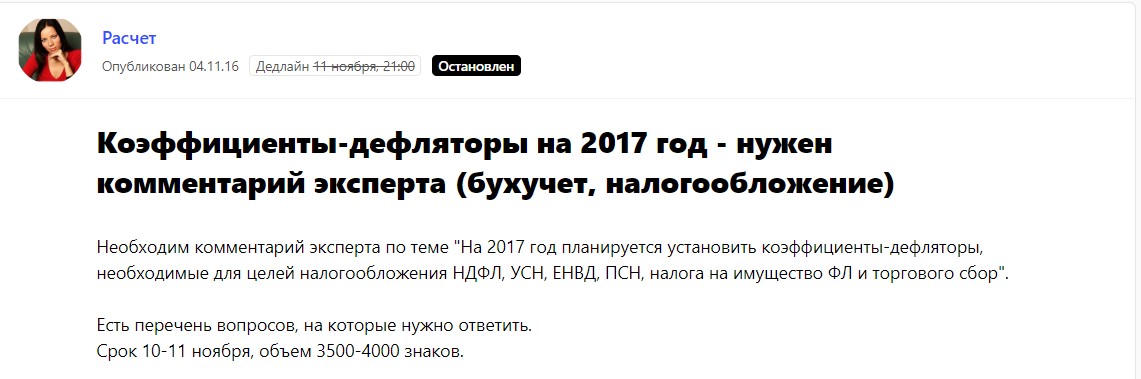 Расчет
Опубликован 04.11.16 Дедлайн 11 ноября, 21:00 Остановлен
Коэффициенты-дефляторы на 2017 год - нужен
комментарий эксперта (бухучет, налогообложение)
Необходим комментарий эксперта по теме "На 2017 год планируется установить коэффициенты-дефляторы,
необходимые для целей налогообложения НДФЛ, УСН, ЕНВД, ПСН, налога на имущество ФЛ и торгового сбор".
Есть перечень вопросов, на которые нужно ответить.
Срок 10-11 ноября, объем 3500-4000 знаков.